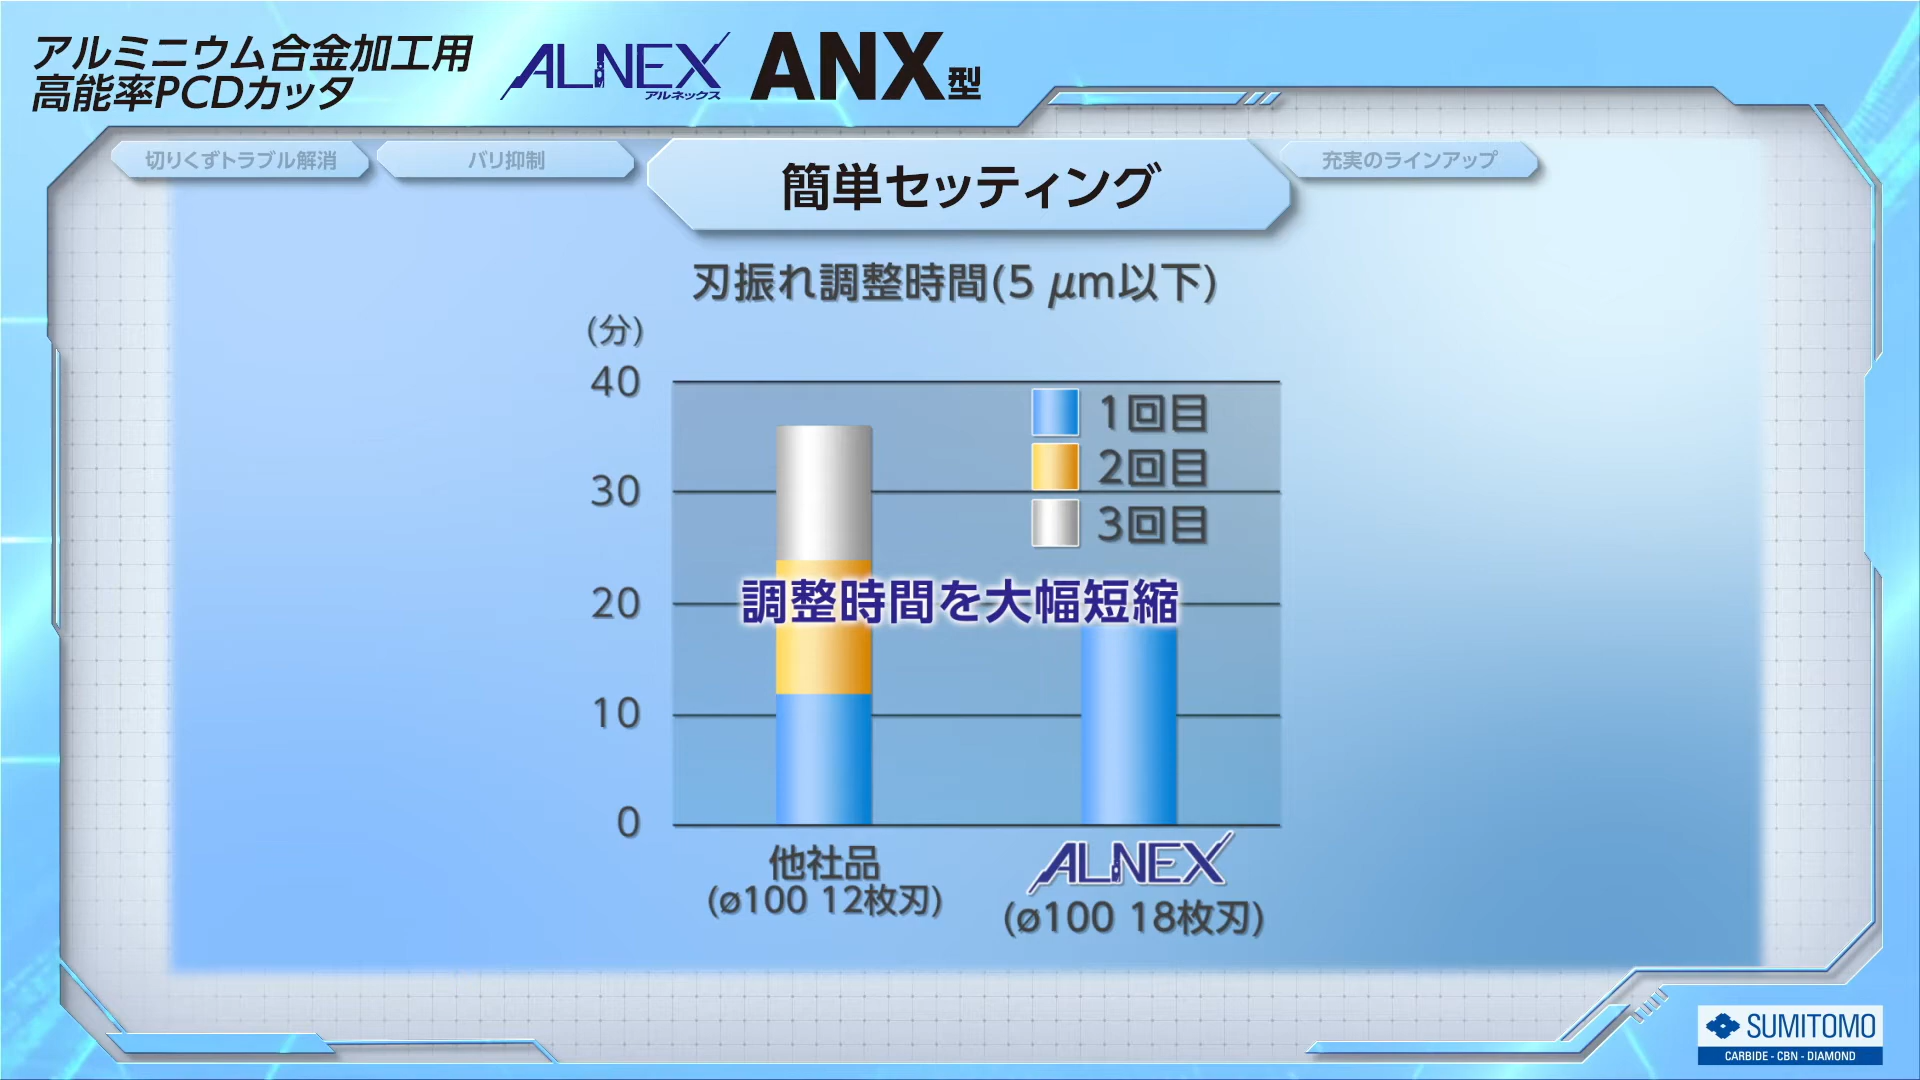 アルミニウム合金加工用
高能率PCDカッタ
ALNEX
アルネックス
ANX型
切りくずトラブル解消
バリ抑制
簡単セッティング
充実のラインアップ
刃振れ調整時間(5 μm以下)
(分)
40
30
20
10
0
1回目
2回目
3回目
調整時間を大幅短縮
他社品
(ø100 12枚刃)
ALNEX
(ø100 18枚刃)
SUMITOMO
CARBIDE - CBN - DIAMOND